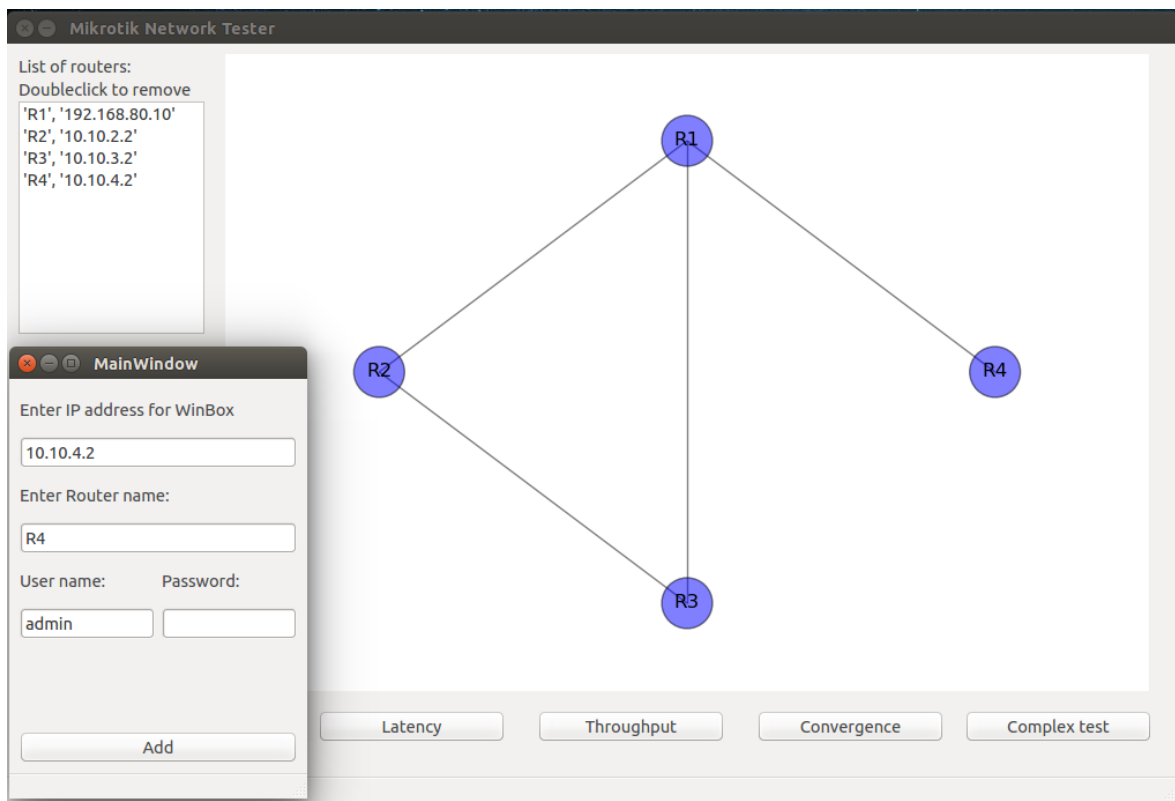 Mikrotik Network Tester
List of routers:
Doubleclick to remove
'R1', '192.168.80.10'
'R2', '10.10.2.2'
'R3', '10.10.3.2'
'R4', '10.10.4.2'
R1
R2
R4
R3
MainWindow
Enter IP address for WinBox
10.10.4.2
Enter Router name:
R4
User name: Password:
admin
Add
Latency Throughput Convergence Complex test